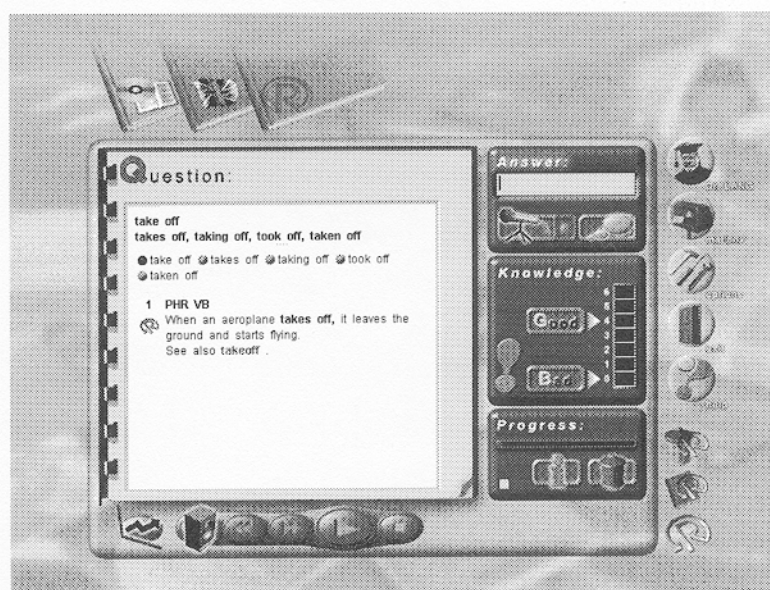 Question:
take off
takes off, taking off, took off, taken off
take off takes off taking off took off
taken off
1 PHR VB
When an aeroplane takes off, it leaves the
ground and starts flying.
See also takeoff .
Answer:
Knowledge:
6
5
Good 4
3
2
1
Bad 0
Progress:
options
exit
R